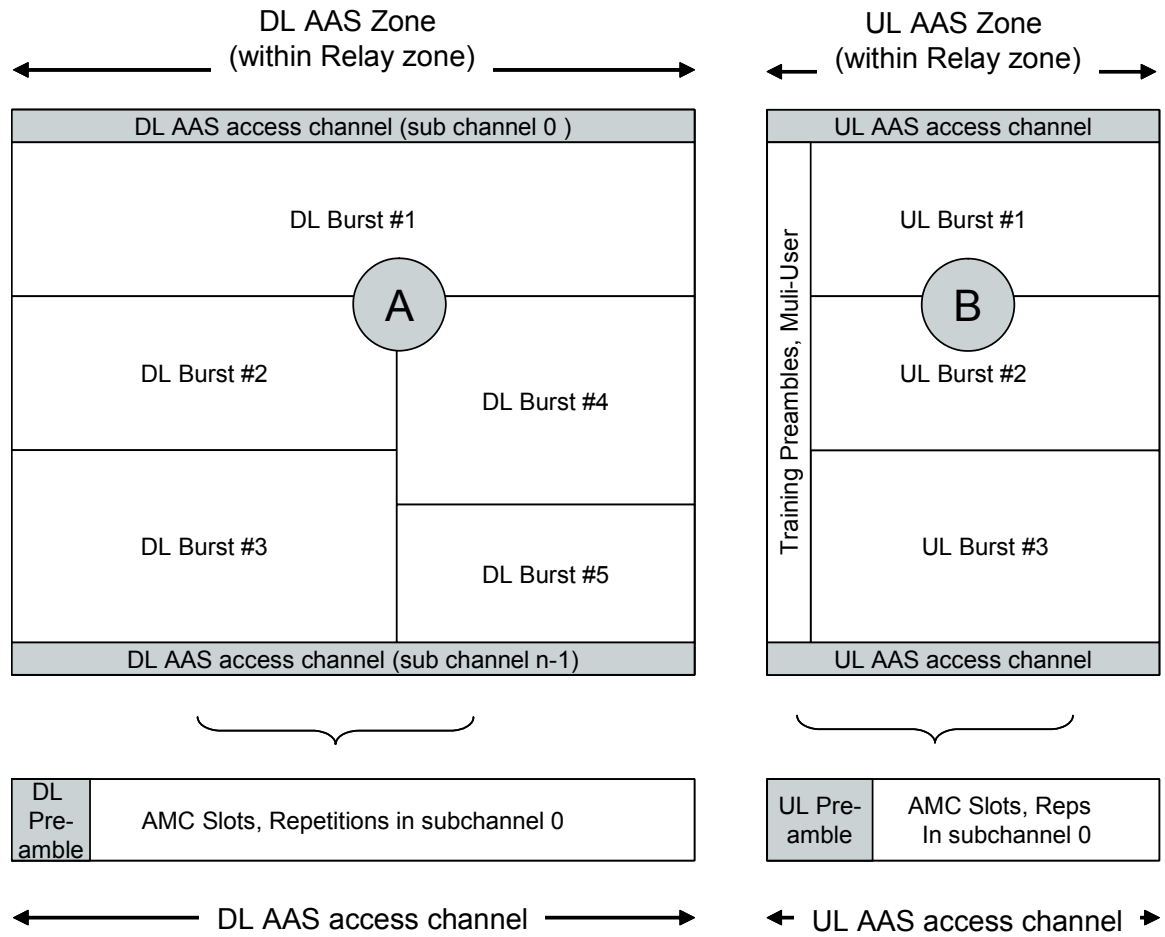 DL AAS Zone
(within Relay zone)
UL AAS Zone
(within Relay zone)
DL AAS access channel (sub channel 0 )
UL AAS access channel
DL Burst #1
UL Burst #1
A
B
DL Burst #2
DL Burst #4
UL Burst #2
Training Preambles, Muli-User
DL Burst #3
DL Burst #5
UL Burst #3
DL AAS access channel (sub channel n-1)
UL AAS access channel
DL
Pre-
amble
AMC Slots, Repetitions in subchannel 0
UL Pre-
amble
AMC Slots, Reps
In subchannel 0
DL AAS access channel
UL AAS access channel